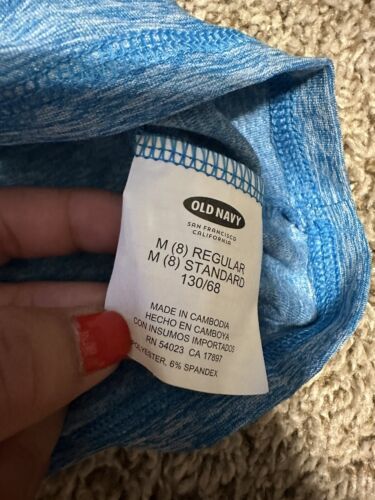 OLD NAVY
SAN FRANCISCO
CALIFORNIA
M (8) REGULAR
M (8) STANDARD
130/68
MADE IN CAMBODIA
HECHO EN CAMBOYA
CON INSUMOS IMPORTADOS
RN 54023 CA 17897
POLYESTER, 6% SPANDEX